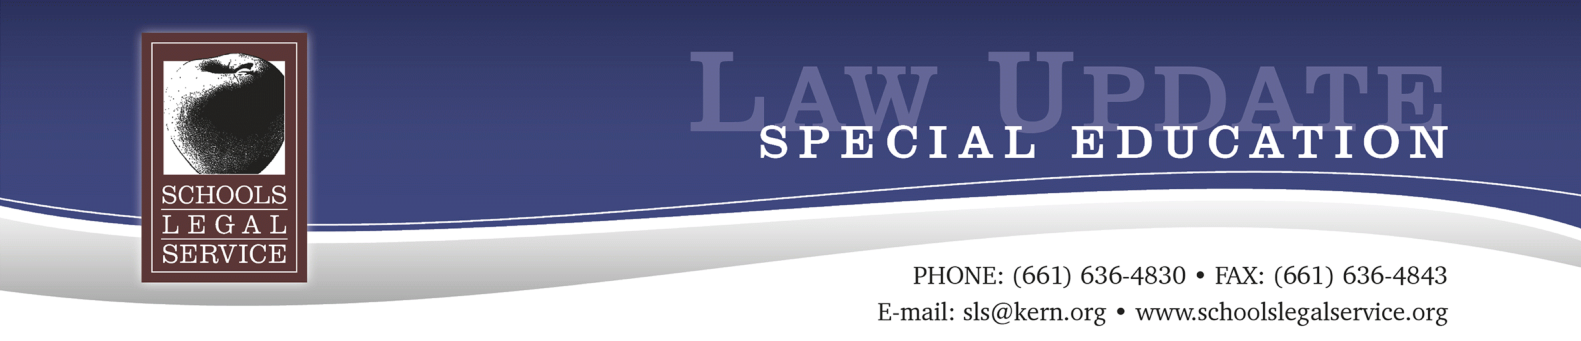 SCHOOLS
LEGAL
SERVICE
LAW UPDATE
SPECIAL EDUCATION
PHONE: (661) 636-4830 • FAX: (661) 636-4843
E-mail: sls@kern.org • www.schoolslegalservice.org